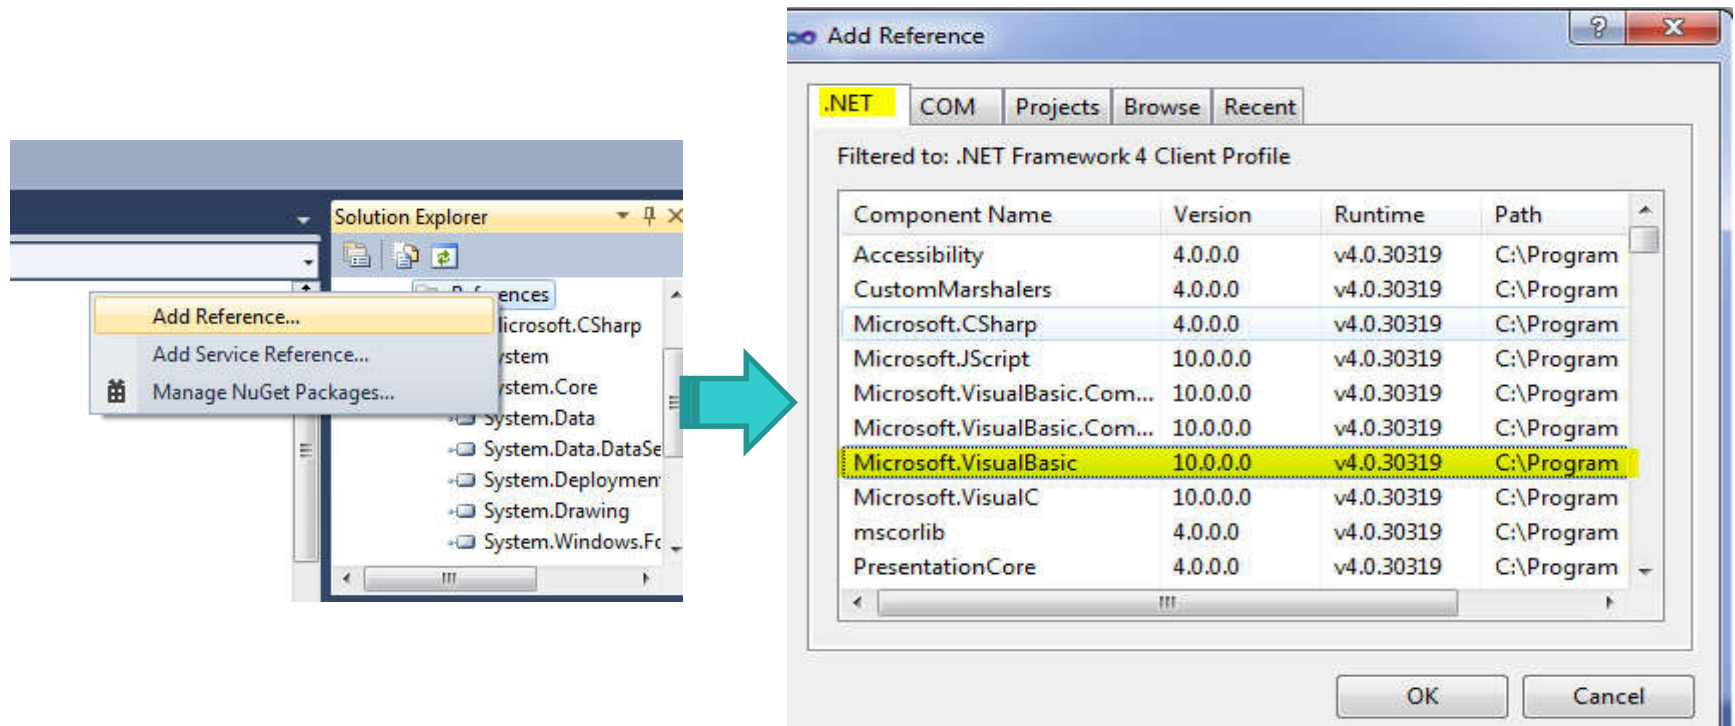 Solution Explorer
References
Add Reference...
Microsoft.CSharp
Add Service Reference...
System
Manage NuGet Packages...
System.Core
System.Data
System.Data.DataSe
System.Deploymen
System.Drawing
System.Windows.Fo
Add Reference
.NET COM Projects Browse Recent
Filtered to: .NET Framework 4 Client Profile
Component Name Version Runtime Path
Accessibility 4.0.0.0 v4.0.30319 C:\Program
CustomMarshalers 4.0.0.0 v4.0.30319 C:\Program
Microsoft.CSharp 4.0.0.0 v4.0.30319 C:\Program
Microsoft.JScript 10.0.0.0 v4.0.30319 C:\Program
Microsoft.VisualBasic.Com... 10.0.0.0 v4.0.30319 C:\Program
Microsoft.VisualBasic.Com... 10.0.0.0 v4.0.30319 C:\Program
Microsoft.VisualBasic 10.0.0.0 v4.0.30319 C:\Program
Microsoft.VisualC 10.0.0.0 v4.0.30319 C:\Program
mscorlib 4.0.0.0 v4.0.30319 C:\Program
PresentationCore 4.0.0.0 v4.0.30319 C:\Program
OK Cancel